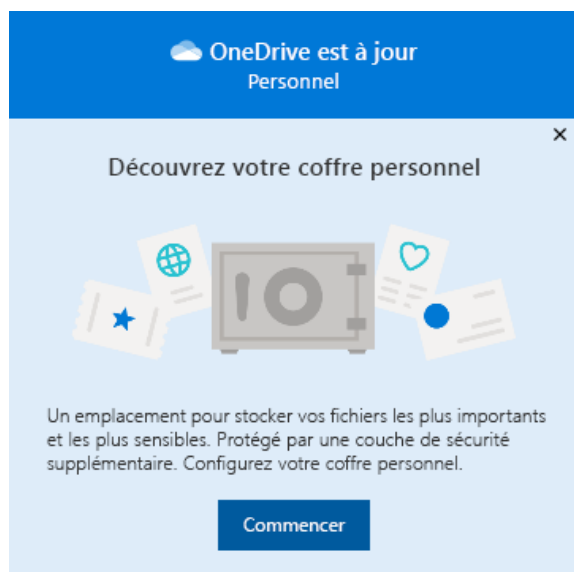 OneDrive est à jour
Personnel
Découvrez votre coffre personnel
Un emplacement pour stocker vos fichiers les plus importants
et les plus sensibles. Protégé par une couche de sécurité
supplémentaire. Configurez votre coffre personnel.
Commencer